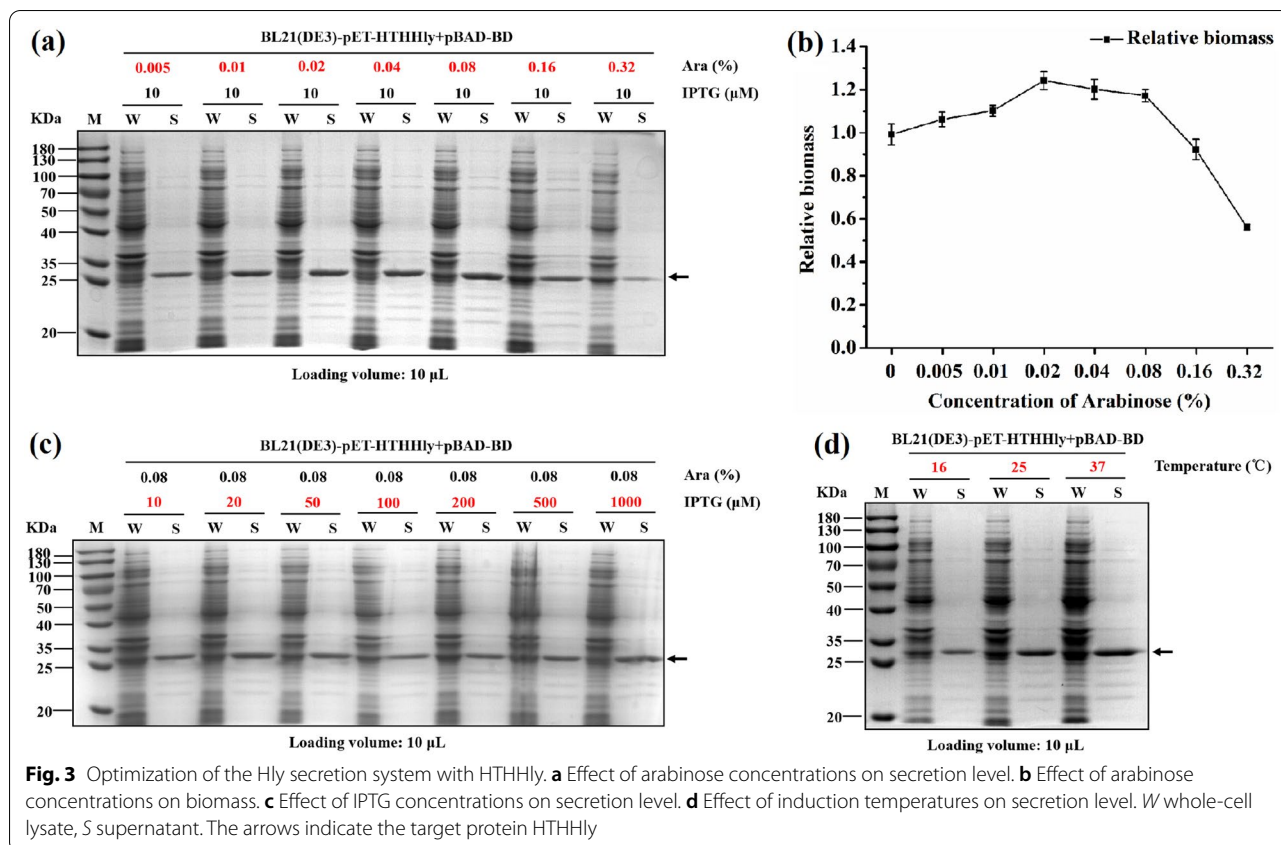 (a)
BL21(DE3)-pET-HTHHly+pBAD-BD
0.005 0.01 0.02 0.04 0.08 0.16 0.32 Ara (%)
10 10 10 10 10 10 10 IPTG (μM)
KDa M W S W S W S W S W S W S W S
180
130
100
70
50
40
35
25
20
Loading volume: 10 μL
(b)
Relative biomass
1.4
1.2
1.0
0.8
0.6
0.4
0.2
0.0
Relative biomass
0 0.005 0.01 0.02 0.04 0.08 0.16 0.32
Concentration of Arabinose (%)
(c)
BL21(DE3)-pET-HTHHly+pBAD-BD
0.08 0.08 0.08 0.08 0.08 0.08 0.08 Ara (%)
10 20 50 100 200 500 1000 IPTG (μM)
KDa M W S W S W S W S W S W S W S
180
130
100
70
50
40
35
25
20
Loading volume: 10 μL
(d)
BL21(DE3)-pET-HTHHly+pBAD-BD
16 25 37 Temperature (℃)
KDa M W S W S W S
180
130
100
70
50
40
35
25
20
Loading volume: 10 μL
Fig. 3 Optimization of the Hly secretion system with HTHHly. a Effect of arabinose concentrations on secretion level. b Effect of arabinose
concentrations on biomass. c Effect of IPTG concentrations on secretion level. d Effect of induction temperatures on secretion level. W whole-cell
lysate, S supernatant. The arrows indicate the target protein HTHHly